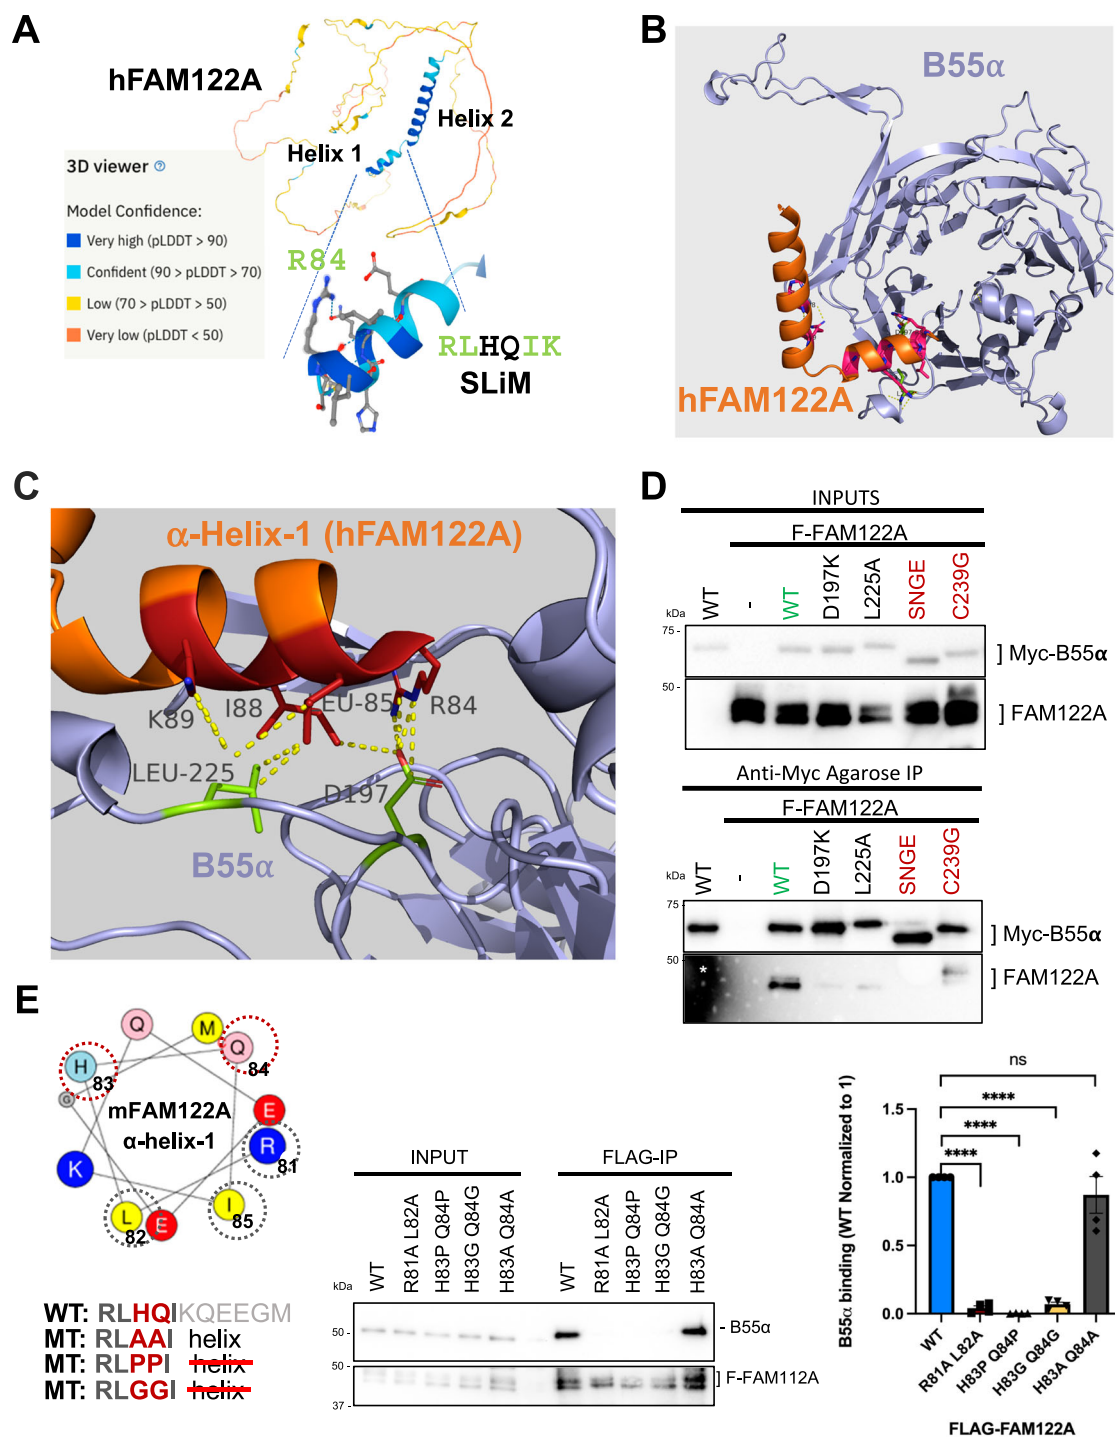 A
hFAM122A
Helix 2
Helix 1
3D viewer
Model Confidence:
Very high (pLDDT > 90)
Confident (90 > pLDDT > 70)
Low (70 > pLDDT > 50)
Very low (pLDDT < 50)
R84
RLHQIK
SLiM
B
B55α
hFAM122A
C
α-Helix-1 (hFAM122A)
K89
I88
EU-85
R84
LEU-225
D197
B55α
D
INPUTS
F-FAM122A
WT
-
WT
D197K
L225A
SNGE
C239G
kDa
75 -
] Myc-B55α
50 -
] FAM122A
Anti-Myc Agarose IP
F-FAM122A
WT
-
WT
D197K
L225A
SNGE
C239G
kDa
75 -
] Myc-B55α
50 -
*
] FAM122A
E
Q
M
Q
84
H
83
G
mFAM122A
α-helix-1
E
R
81
K
I
85
L
82
E
WT: RLHQIKQEEGM
MT: RLAAI helix
MT: RLPPI helix
MT: RLGGI helix
INPUT
FLAG-IP
WT
R81A L82A
H83P Q84P
H83G Q84G
H83A Q84A
WT
R81A L82A
H83P Q84P
H83G Q84G
H83A Q84A
kDa
50 -
- B55α
50 -
] F-FAM112A
37 -
B55α binding (WT Normalized to 1)
1.5
1.0
0.5
0.0
ns
****
****
****
WT
R81A L82A
H83P Q84P
H83G Q84G
H83A Q84A
FLAG-FAM122A